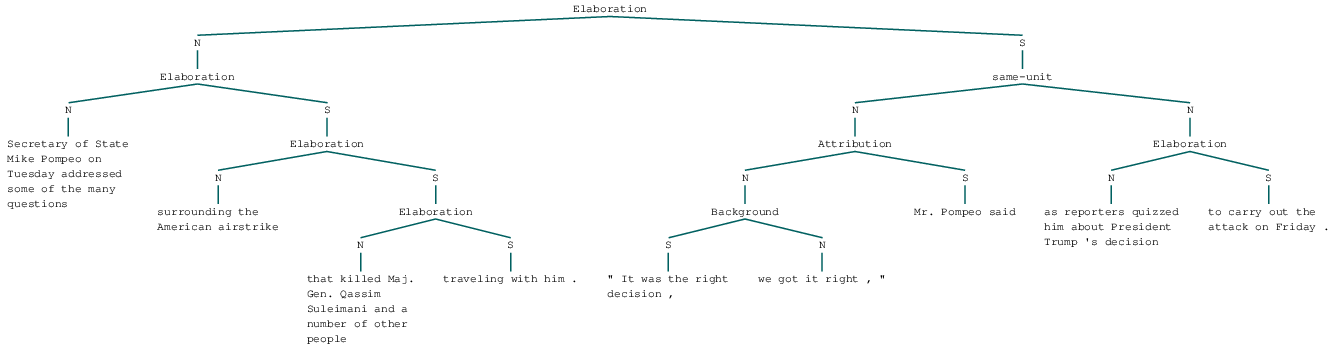 Elaboration
N
S
Elaboration
same-unit
N
S
N
N
Secretary of State
Mike Pompeo on
Tuesday addressed
some of the many
questions
Elaboration
Attribution
Elaboration
N
S
N
S
N
S
surrounding the
American airstrike
Elaboration
Background
Mr. Pompeo said
as reporters quizzed
him about President
Trump 's decision
to carry out the
attack on Friday .
N
S
S
N
that killed Maj.
Gen. Qassim
Suleimani and a
number of other
people
traveling with him .
" It was the right
decision ,
we got it right , "